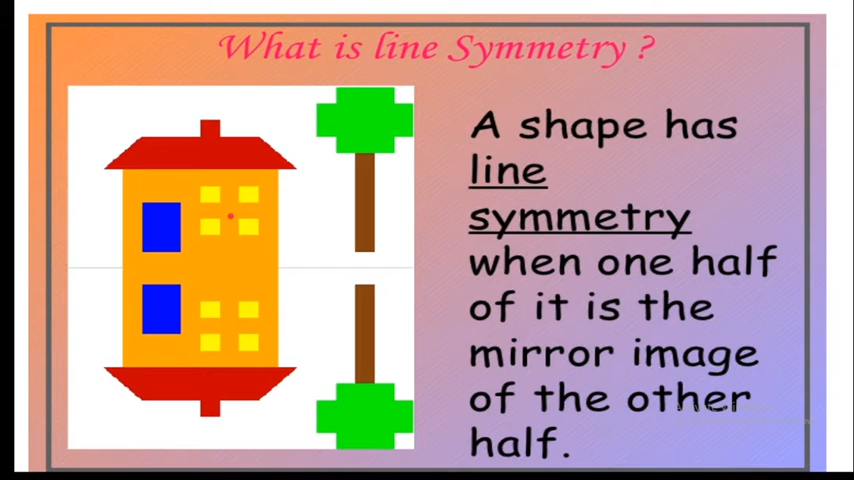 What is line Symmetry ?
A shape has
line
symmetry
when one half
of it is the
mirror image
of the other
half.